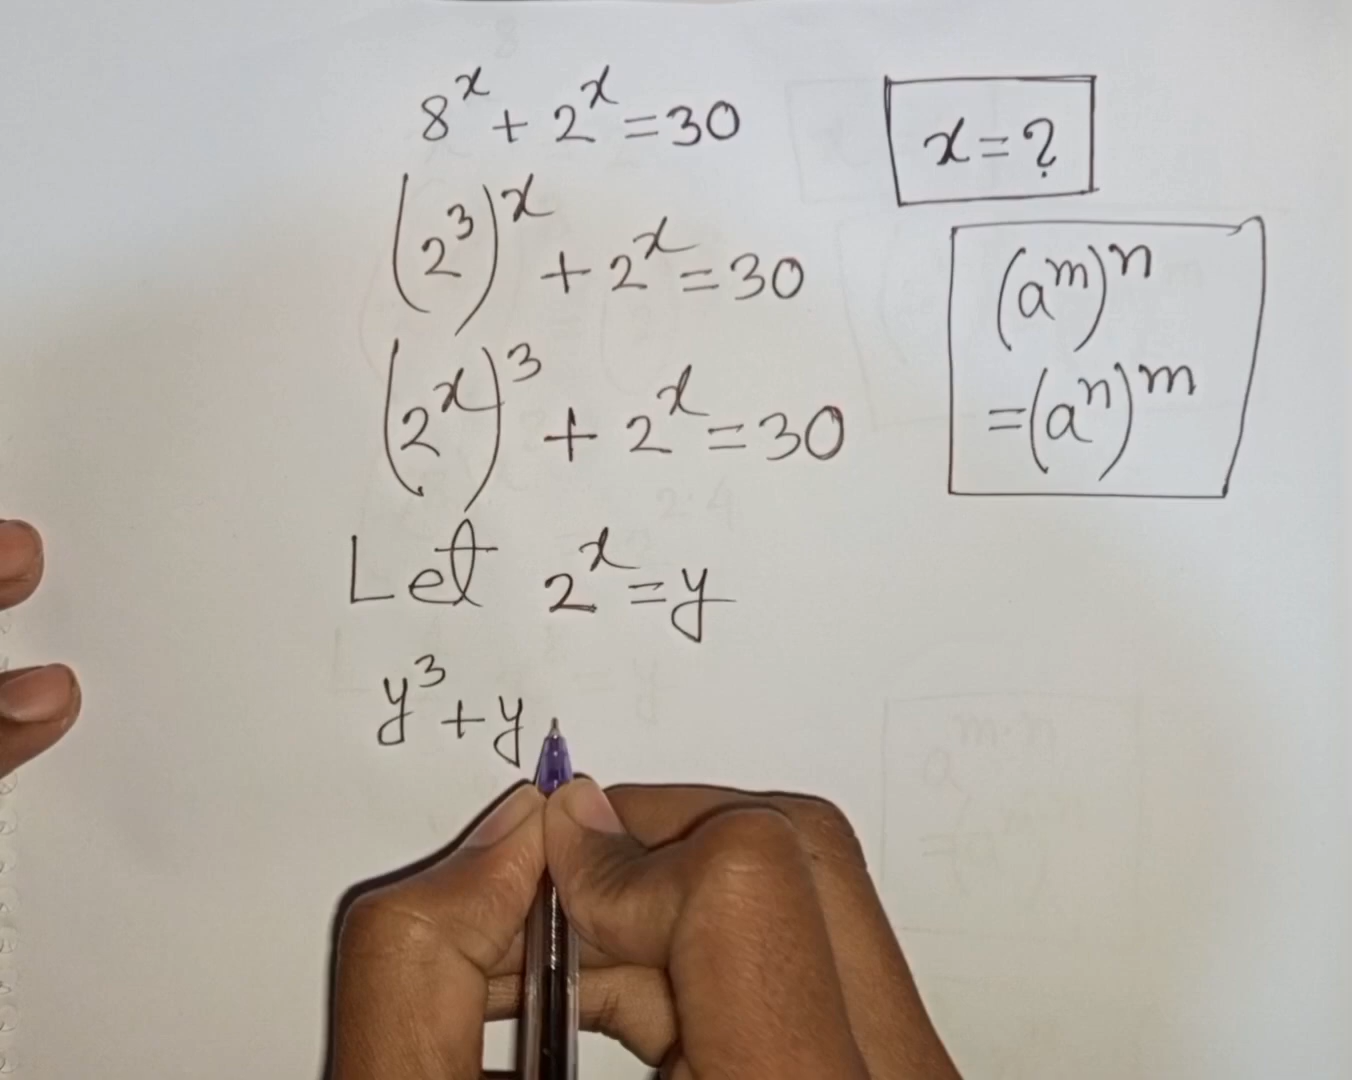 8^x + 2^x = 30
x = ?
(2^3)^x + 2^x = 30
(a^m)^n
= (a^n)^m
(2^x)^3 + 2^x = 30
Let 2^x = y
y^3 + y